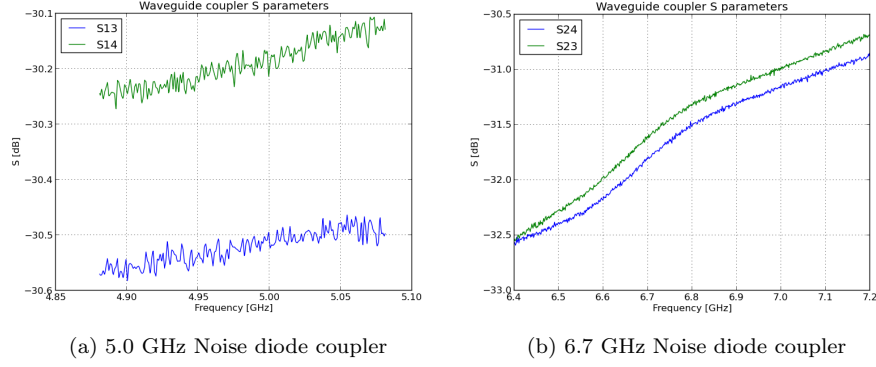 Waveguide coupler S parameters
S13
S14
−30.1
−30.2
−30.3
−30.4
−30.5
−30.6
S [dB]
4.85 4.90 4.95 5.00 5.05 5.10
Frequency [GHz]
(a) 5.0 GHz Noise diode coupler
Waveguide coupler S parameters
S24
S23
−30.5
−31.0
−31.5
−32.0
−32.5
−33.0
S [dB]
6.4 6.5 6.6 6.7 6.8 6.9 7.0 7.1 7.2
Frequency [GHz]
(b) 6.7 GHz Noise diode coupler